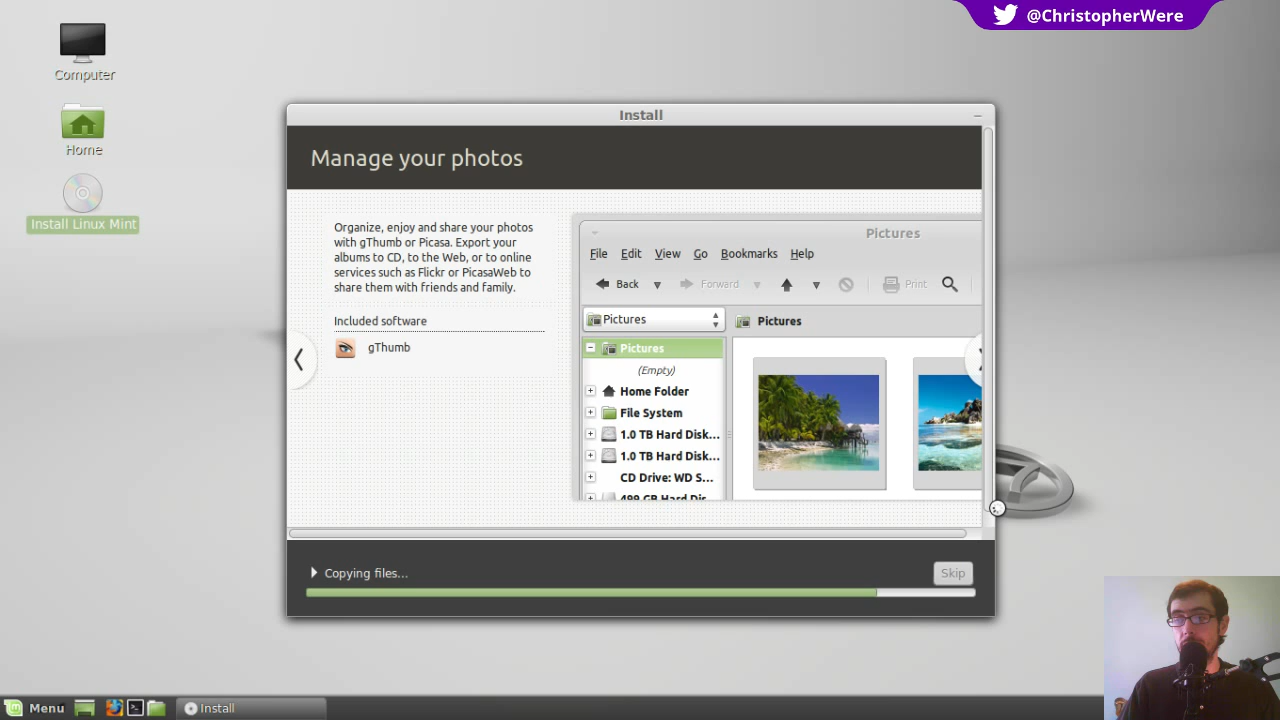 @ChristopherWere
Computer
Home
Install Linux Mint
Install
Manage your photos
Organize, enjoy and share your photos
with gThumb or Picasa. Export your
albums to CD, to the Web, or to online
services such as Flickr or PicasaWeb to
share them with friends and family.
Included software
gThumb
Pictures
File Edit View Go Bookmarks Help
Back Forward Print
Pictures
Pictures
Pictures
(Empty)
Home Folder
File System
1.0 TB Hard Disk...
1.0 TB Hard Disk...
CD Drive: WD S...
499 GB Hard Dis...
Copying files...
Skip
Menu
Install